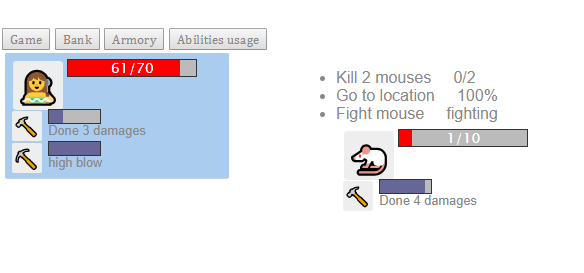 Game Bank Armory Abilities usage
61/70
Done 3 damages
high blow
Kill 2 mouses 0/2
Go to location 100%
Fight mouse fighting
1/10
Done 4 damages